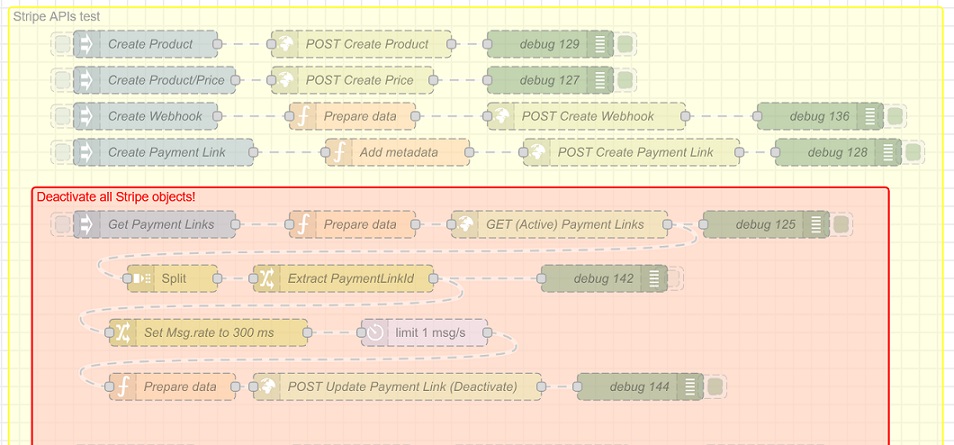 Stripe APIs test
Create Product POST Create Product debug 129
Create Product/Price POST Create Price debug 127
Create Webhook Prepare data POST Create Webhook debug 136
Create Payment Link Add metadata POST Create Payment Link debug 128
Deactivate all Stripe objects!
Get Payment Links Prepare data GET (Active) Payment Links debug 125
Split Extract PaymentLinkId debug 142
Set Msg.rate to 300 ms limit 1 msg/s
Prepare data POST Update Payment Link (Deactivate) debug 144